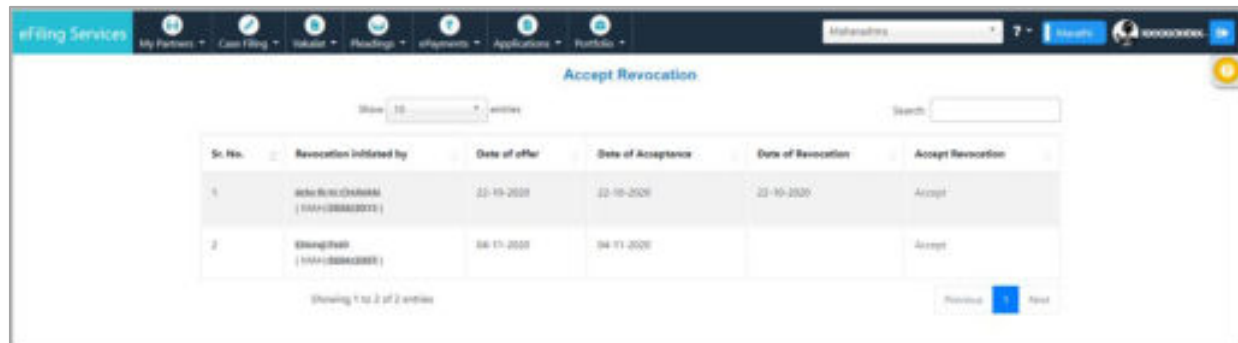 eFiling Services
My Partners Case Filing Vakalat Pleadings ePayments Applications Portfolio Maharashtra ?
Accept Revocation
Show 10 entries Search:
Sr. No. Revocation initiated by Date of offer Date of Acceptance Date of Revocation Accept Revocation
1 22-10-2020 22-10-2020 22-10-2020 Accept
2 04-11-2020 04-11-2020 Accept
Showing 1 to 2 of 2 entries Previous 1 Next